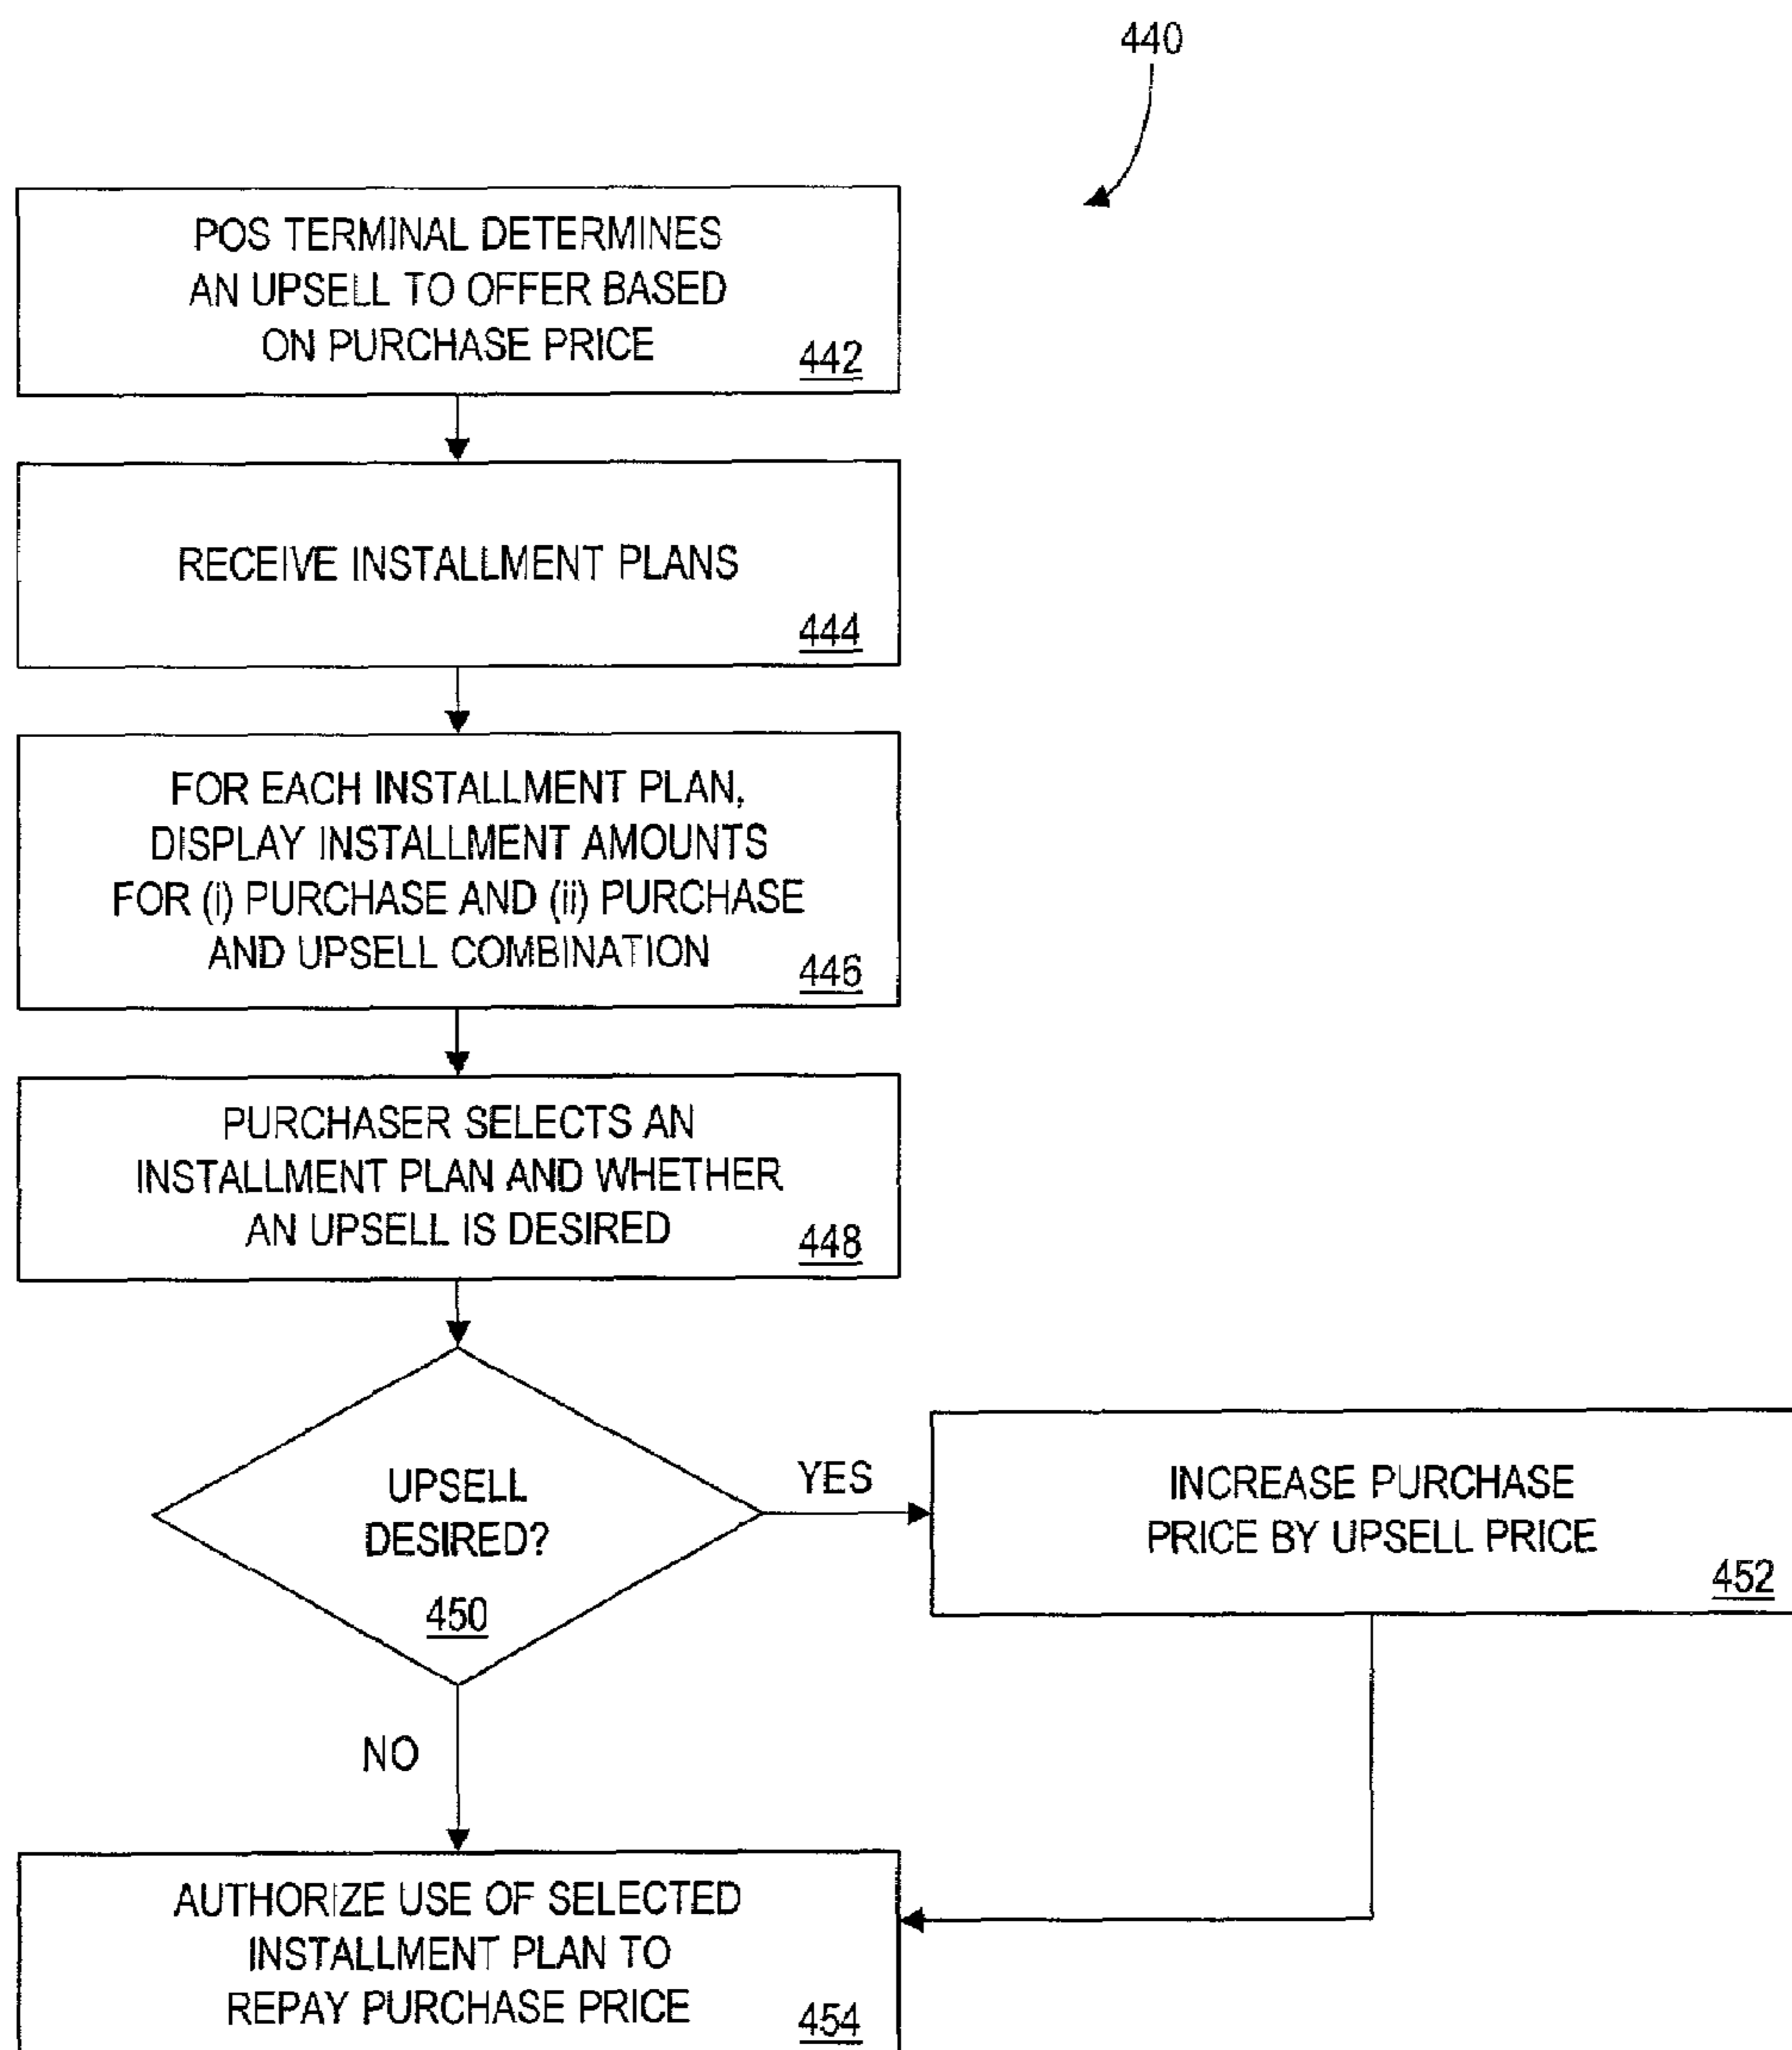 440
POS TERMINAL DETERMINES
AN UPSELL TO OFFER BASED
ON PURCHASE PRICE
442
RECEIVE INSTALLMENT PLANS
444
FOR EACH INSTALLMENT PLAN,
DISPLAY INSTALLMENT AMOUNTS
FOR (i) PURCHASE AND (ii) PURCHASE
AND UPSELL COMBINATION
446
PURCHASER SELECTS AN
INSTALLMENT PLAN AND WHETHER
AN UPSELL IS DESIRED
448
UPSELL
DESIRED?
450
YES
INCREASE PURCHASE
PRICE BY UPSELL PRICE
452
NO
AUTHORIZE USE OF SELECTED
INSTALLMENT PLAN TO
REPAY PURCHASE PRICE
454